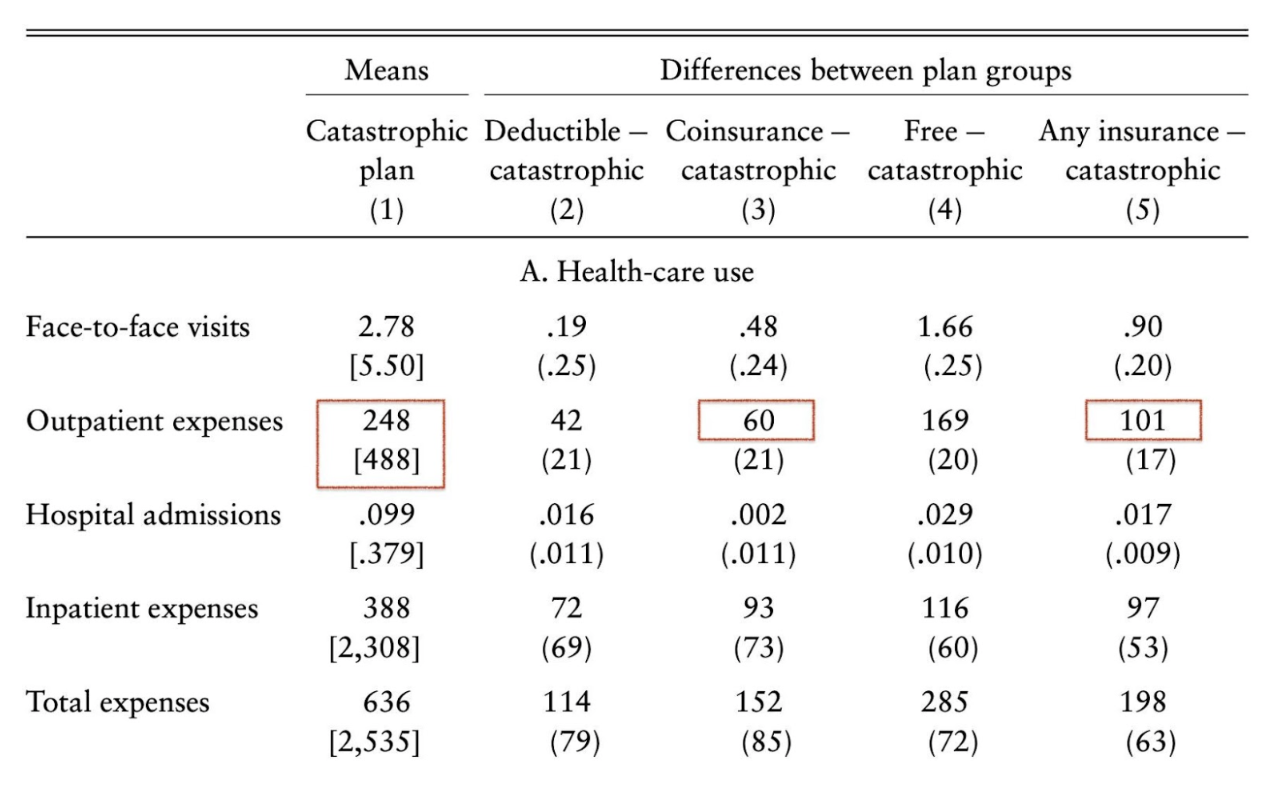 Means Differences between plan groups
Catastrophic Deductible – Coinsurance – Free – Any insurance –
plan catastrophic catastrophic catastrophic catastrophic
(1) (2) (3) (4) (5)
A. Health-care use
Face-to-face visits 2.78 .19 .48 1.66 .90
[5.50] (.25) (.24) (.25) (.20)
Outpatient expenses 248 42 60 169 101
[488] (21) (21) (20) (17)
Hospital admissions .099 .016 .002 .029 .017
[.379] (.011) (.011) (.010) (.009)
Inpatient expenses 388 72 93 116 97
[2,308] (69) (73) (60) (53)
Total expenses 636 114 152 285 198
[2,535] (79) (85) (72) (63)